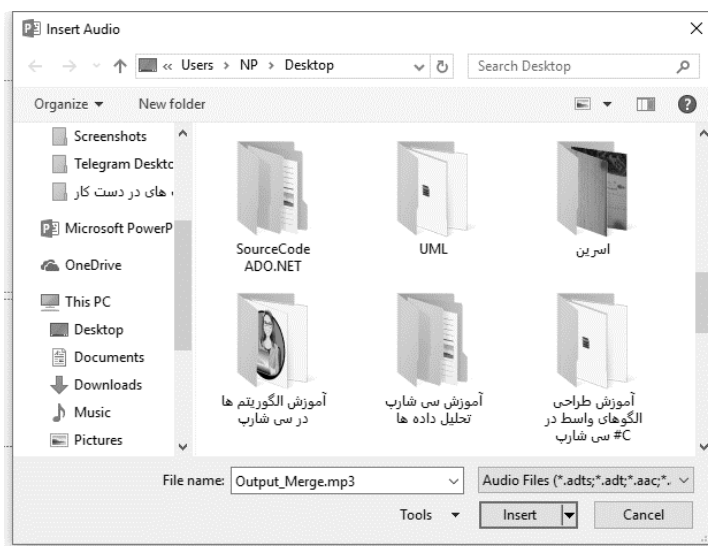 Insert Audio
« Users › NP › Desktop
Search Desktop
Organize
New folder
Screenshots
Telegram Deskto
های در دست کار
Microsoft PowerP
OneDrive
This PC
Desktop
Documents
Downloads
Music
Pictures
SourceCode
ADO.NET
UML
اسرین
آموزش الگوریتم ها
در سی شارپ
آموزش سی شارپ
تحلیل داده ها
آموزش طراحی
الگوهای واسط در
سی شارپ C#
File name:
Output_Merge.mp3
Audio Files (*.adts;*.adt;*.aac;*.
Tools
Insert
Cancel